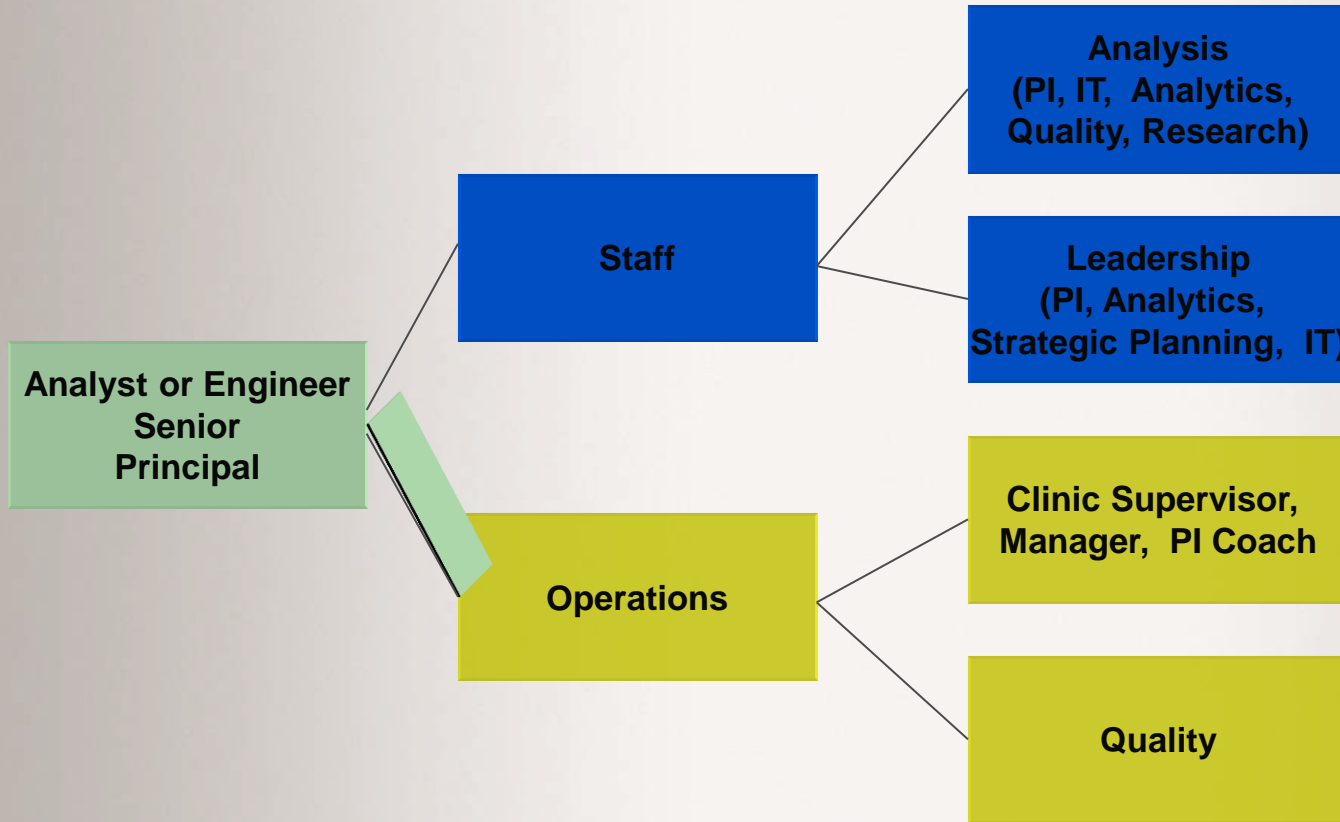 Analyst or Engineer
Senior
Principal
Staff
Operations
Analysis
(PI, IT, Analytics,
Quality, Research)
Leadership
(PI, Analytics,
Strategic Planning, IT)
Clinic Supervisor,
Manager, PI Coach
Quality